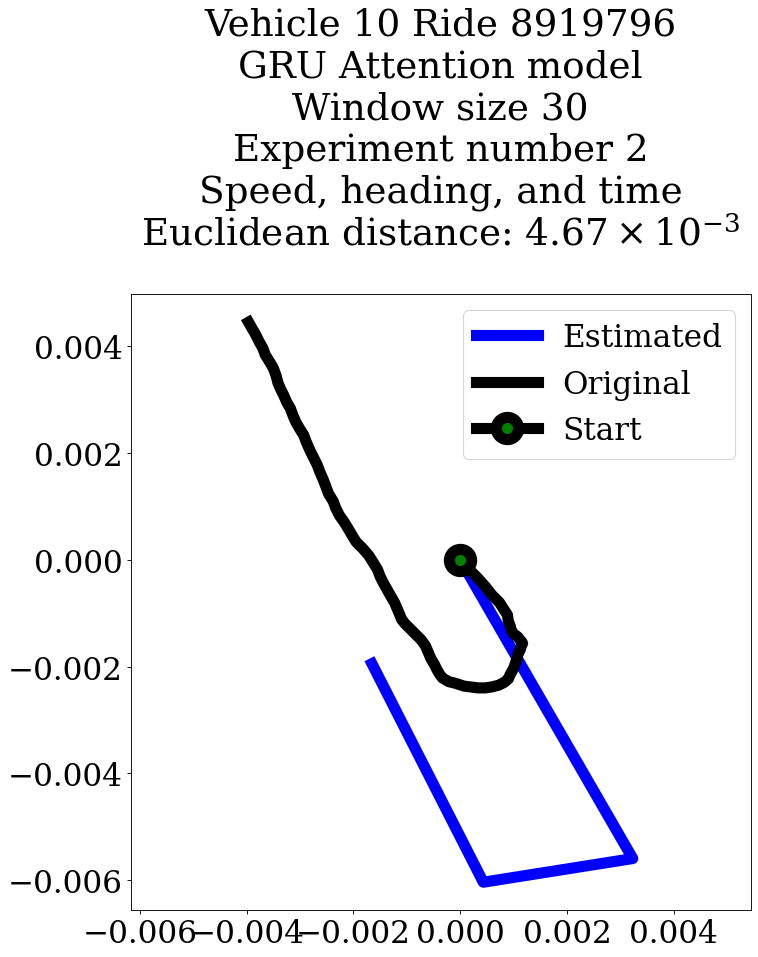 Vehicle 10 Ride 8919796
GRU Attention model
Window size 30
Experiment number 2
Speed, heading, and time
Euclidean distance: 4.67 × 10⁻³
Estimated
Original
Start
0.004
0.002
0.000
−0.002
−0.004
−0.006
−0.006 −0.004 −0.002 0.000 0.002 0.004